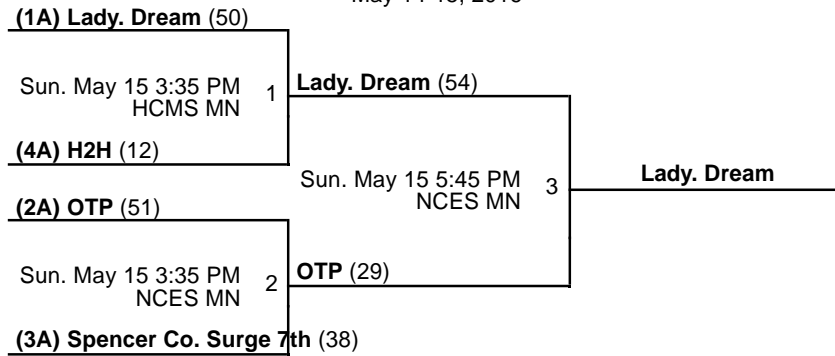 (1A) Lady. Dream (50)
Sun. May 15 3:35 PM
HCMS MN
1
Lady. Dream (54)
(4A) H2H (12)
Sun. May 15 5:45 PM
NCES MN
3
Lady. Dream
(2A) OTP (51)
Sun. May 15 3:35 PM
NCES MN
2
OTP (29)
(3A) Spencer Co. Surge 7th (38)